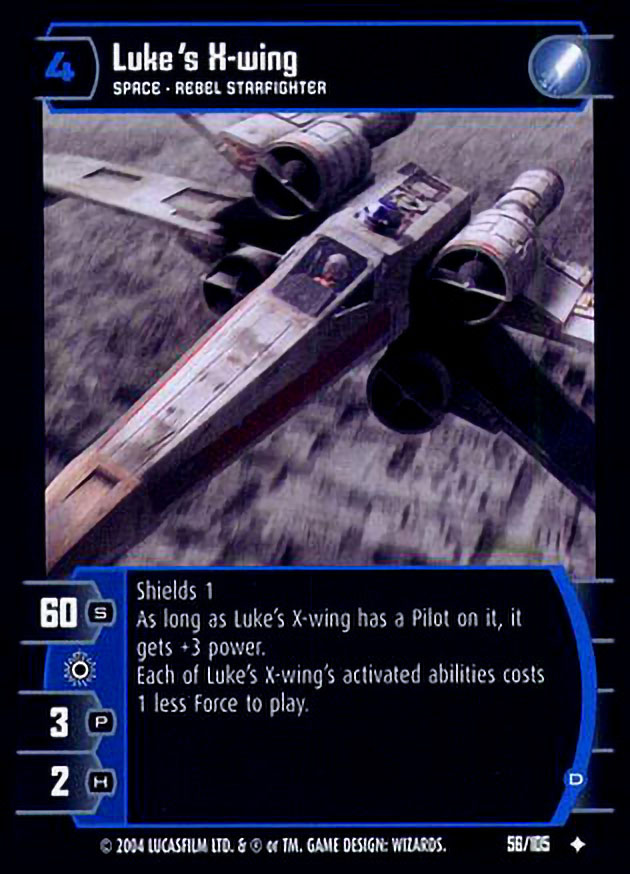 4
Luke's X-wing
SPACE · REBEL STARFIGHTER
Shields 1
As long as Luke's X-wing has a Pilot on it, it
gets +3 power.
Each of Luke's X-wing's activated abilities costs
1 less Force to play.
60 S
3 P
2 H
D
© 2004 LUCASFILM LTD. & ® or TM. GAME DESIGN: WIZARDS.
56/105